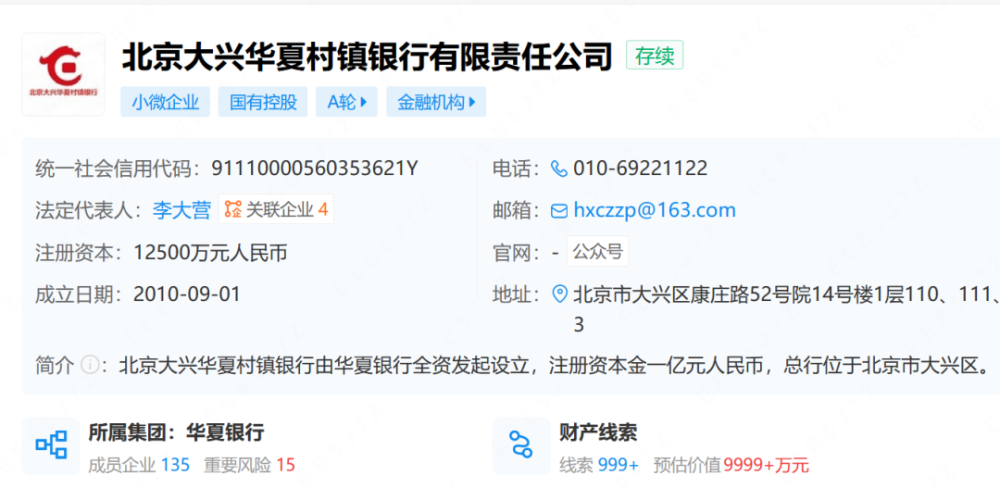 北京大兴华夏村镇银行有限责任公司 存续
北京大兴华夏村镇银行
小微企业 国有控股 A轮 金融机构
统一社会信用代码：91110000560353621Y
电话：010-69221122
法定代表人：李大营 关联企业 4
邮箱：hxczzp@163.com
注册资本：12500万元人民币
官网：- 公众号
成立日期：2010-09-01
地址：北京市大兴区康庄路52号院14号楼1层110、111、
3
简介：北京大兴华夏村镇银行由华夏银行全资发起设立，注册资本金一亿元人民币，总行位于北京市大兴区。
所属集团：华夏银行
成员企业 135 重要风险 15
财产线索
线索 999+ 预估价值9999+万元